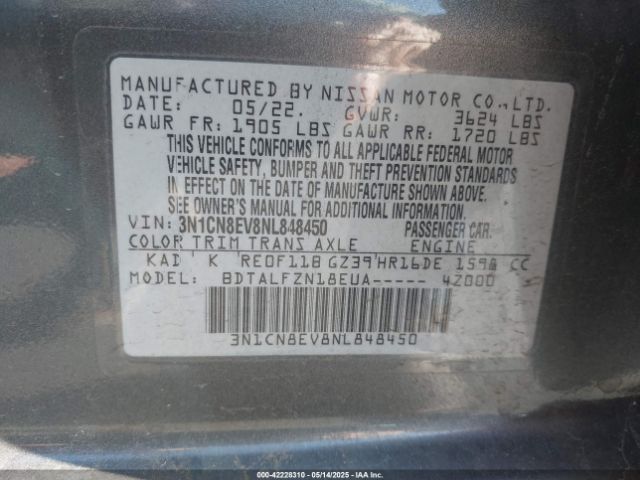 MANUFACTURED BY NISSAN MOTOR CO.,LTD.
DATE: 05/22. GVWR: 3624 LBS
GAWR FR: 1905 LBS GAWR RR: 1720 LBS
THIS VEHICLE CONFORMS TO ALL APPLICABLE FEDERAL MOTOR
VEHICLE SAFETY, BUMPER AND THEFT PREVENTION STANDARDS
IN EFFECT ON THE DATE OF MANUFACTURE SHOWN ABOVE.
SEE OWNER'S MANUAL FOR ADDITIONAL INFORMATION.
VIN: 3N1CN8EV8NL848450 PASSENGER CAR.
COLOR TRIM TRANS AXLE ENGINE
KAD K RE0F11B GZ39 HR16DE 1598 CC
MODEL: BDTALFZN18EUA----- 4Z000
3N1CN8EV8NL848450
000-42228310 05/14/2025 IAAI.COM